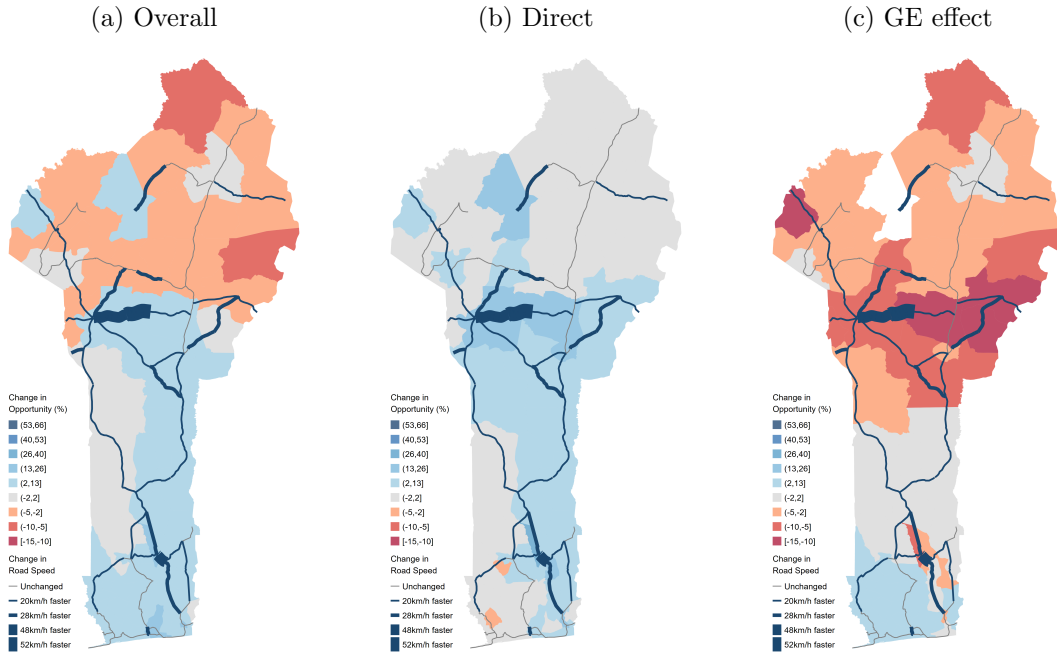 (a) Overall
(b) Direct
(c) GE effect
Change in
Opportunity (%)
(53,66]
(40,53]
(26,40]
(13,26]
(2,13]
(-2,2]
(-5,-2]
(-10,-5]
[-15,-10]
Change in
Road Speed
Unchanged
20km/h faster
28km/h faster
48km/h faster
52km/h faster
Change in
Opportunity (%)
(53,66]
(40,53]
(26,40]
(13,26]
(2,13]
(-2,2]
(-5,-2]
(-10,-5]
[-15,-10]
Change in
Road Speed
Unchanged
20km/h faster
28km/h faster
48km/h faster
52km/h faster
Change in
Opportunity (%)
(53,66]
(40,53]
(26,40]
(13,26]
(2,13]
(-2,2]
(-5,-2]
(-10,-5]
[-15,-10]
Change in
Road Speed
Unchanged
20km/h faster
28km/h faster
48km/h faster
52km/h faster